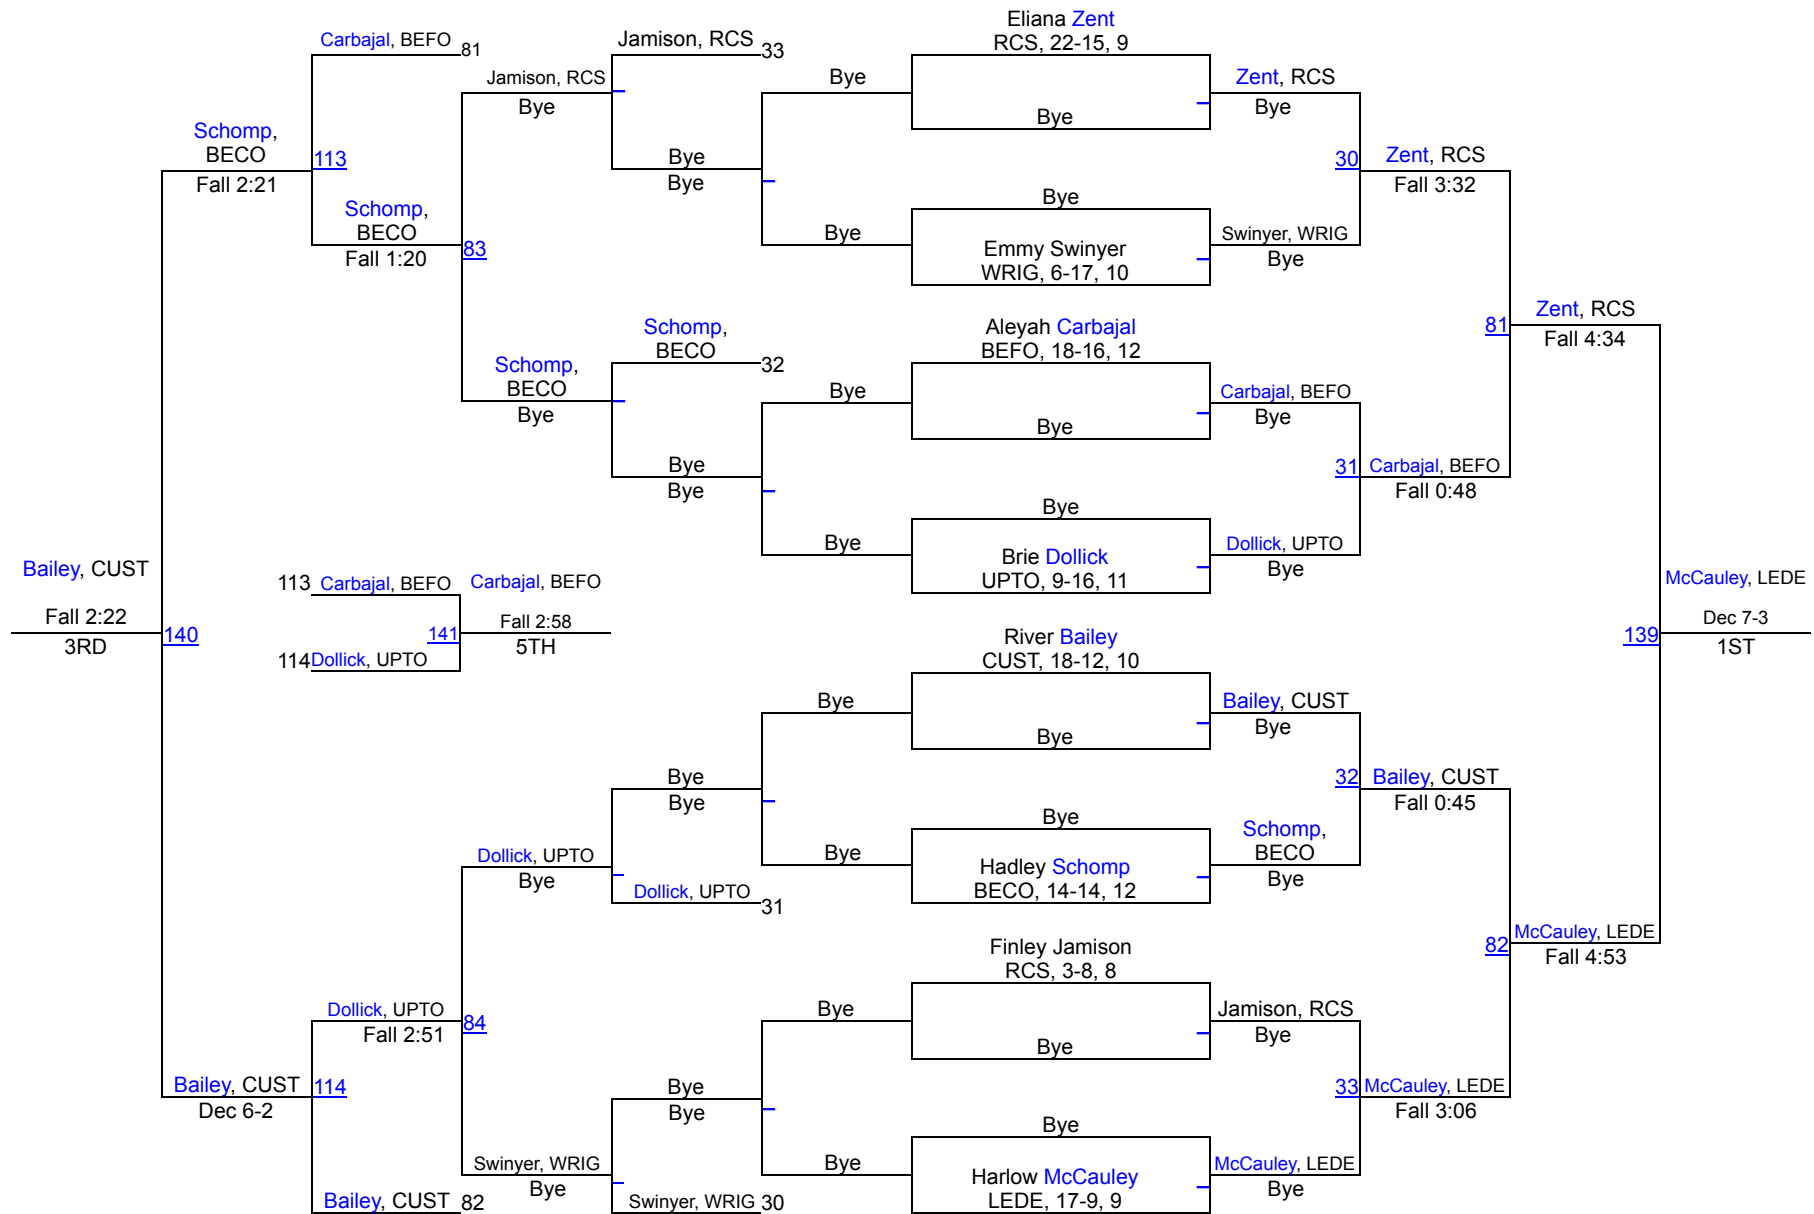 Eliana Zent
RCS, 22-15, 9
Bye
Bye
Emmy Swinyer
WRIG, 6-17, 10
Aleyah Carbajal
BEFO, 18-16, 12
Bye
Bye
Brie Dollick
UPTO, 9-16, 11
River Bailey
CUST, 18-12, 10
Bye
Bye
Hadley Schomp
BECO, 14-14, 12
Finley Jamison
RCS, 3-8, 8
Bye
Bye
Harlow McCauley
LEDE, 17-9, 9
Zent, RCS
Bye
30
Swinyer, WRIG
Bye
Carbajal, BEFO
Bye
31
Dollick, UPTO
Bye
Bailey, CUST
Bye
32
Schomp,
BECO
Bye
Jamison, RCS
Bye
33
McCauley, LEDE
Bye
Zent, RCS
Fall 3:32
81
Carbajal, BEFO
Fall 0:48
Bailey, CUST
Fall 0:45
82
McCauley, LEDE
Fall 3:06
Zent, RCS
Fall 4:34
139
McCauley, LEDE
Fall 4:53
McCauley, LEDE
Dec 7-3
1ST
Bye
Bye
Bye
Bye
Bye
Bye
Bye
Bye
Jamison, RCS 33
Bye
Bye
Schomp,
BECO
32
Bye
Bye
Bye
Bye
Dollick, UPTO
31
Bye
Bye
Swinyer, WRIG 30
Jamison, RCS
Bye
83
Schomp,
BECO
Bye
Dollick, UPTO
Bye
84
Swinyer, WRIG
Bye
Carbajal, BEFO 81
113
Schomp,
BECO
Fall 1:20
Dollick, UPTO
Fall 2:51
114
Bailey, CUST 82
Schomp,
BECO
Fall 2:21
140
Bailey, CUST
Dec 6-2
Bailey, CUST
Fall 2:22
3RD
113 Carbajal, BEFO
141
114 Dollick, UPTO
Carbajal, BEFO
Fall 2:58
5TH